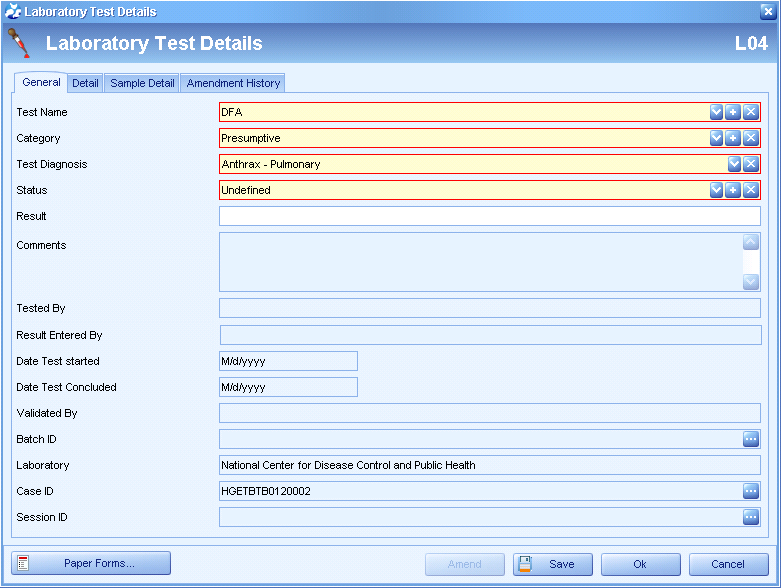 Laboratory Test Details
Laboratory Test Details L04
General Detail Sample Detail Amendment History
Test Name DFA
Category Presumptive
Test Diagnosis Anthrax - Pulmonary
Status Undefined
Result
Comments
Tested By
Result Entered By
Date Test started M/d/yyyy
Date Test Concluded M/d/yyyy
Validated By
Batch ID
Laboratory National Center for Disease Control and Public Health
Case ID HGETBTB0120002
Session ID
Paper Forms... Amend Save Ok Cancel